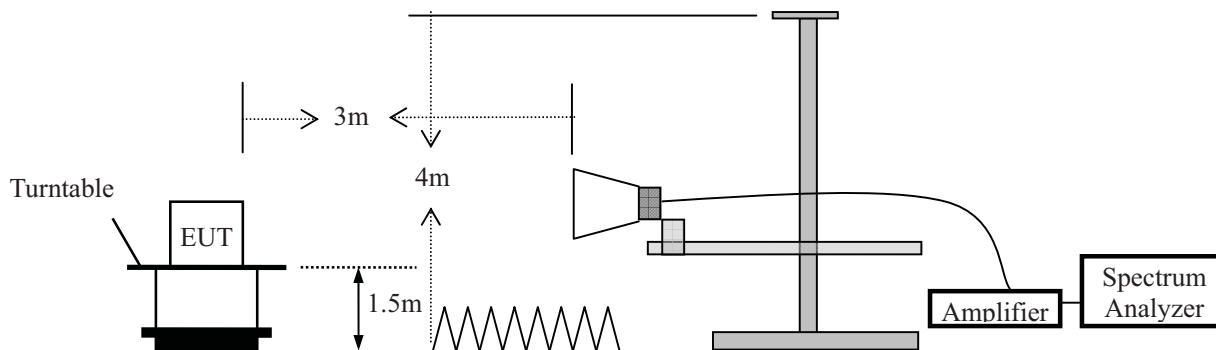 3m
4m
Turntable
EUT
1.5m
Amplifier
Spectrum
Analyzer